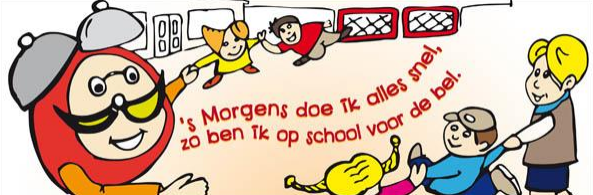 's Morgens doe ik alles snel,
zo ben ik op school voor de bel.